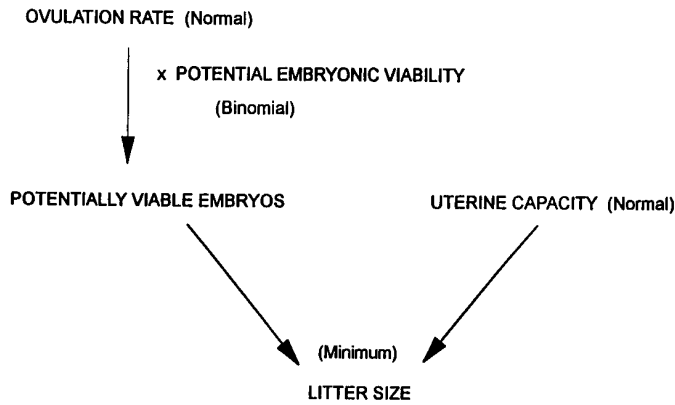 OVULATION RATE (Normal)
x POTENTIAL EMBRYONIC VIABILITY
(Binomial)
POTENTIALLY VIABLE EMBRYOS
UTERINE CAPACITY (Normal)
(Minimum)
LITTER SIZE